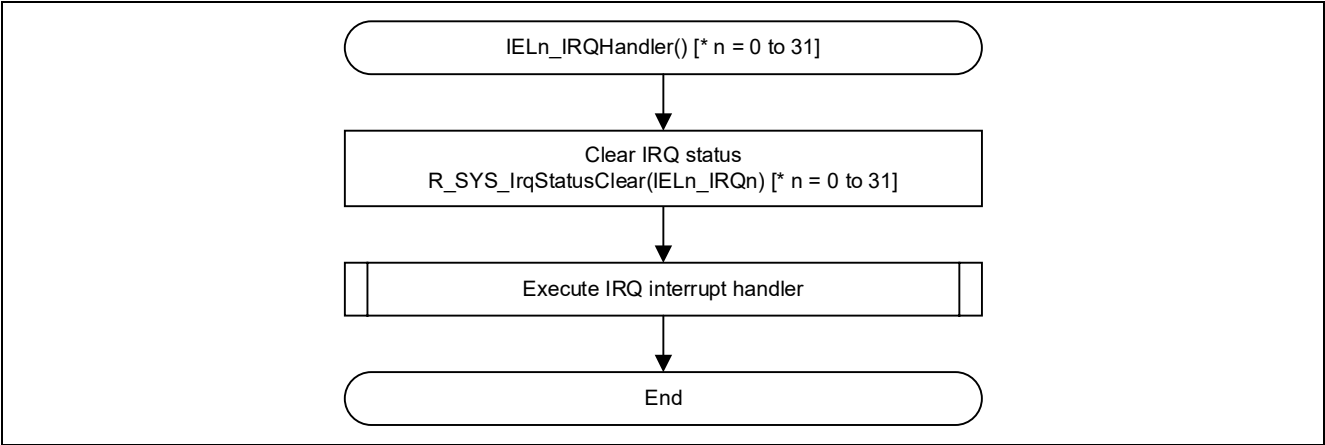 IELn_IRQHandler() [* n = 0 to 31]
Clear IRQ status
R_SYS_IrqStatusClear(IELn_IRQn) [* n = 0 to 31]
Execute IRQ interrupt handler
End